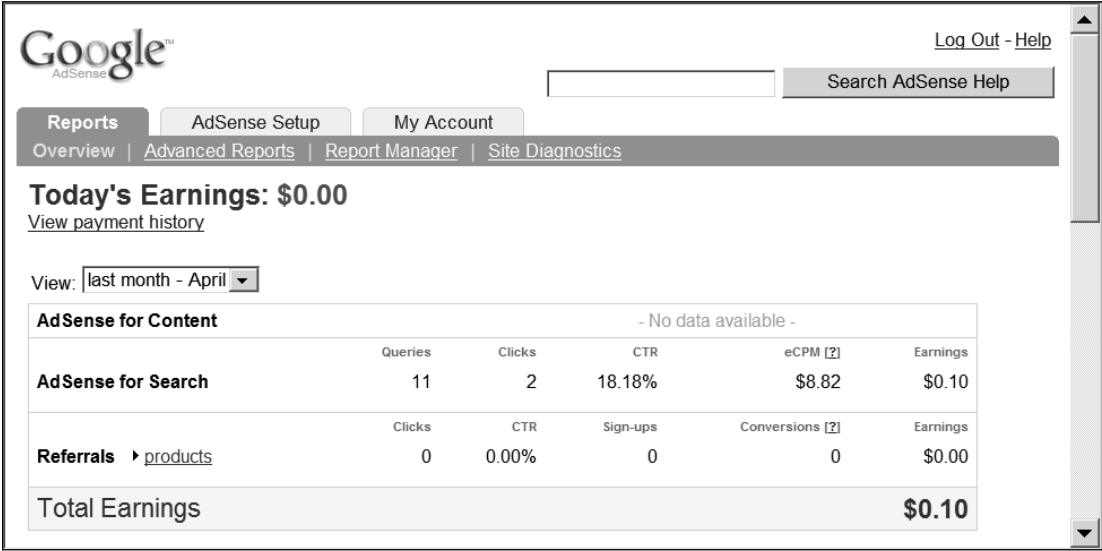 Google™
AdSense
Log Out - Help
Search AdSense Help
Reports AdSense Setup My Account
Overview | Advanced Reports | Report Manager | Site Diagnostics
Today's Earnings: $0.00
View payment history
View: last month - April
AdSense for Content - No data available -
Queries Clicks CTR eCPM [?] Earnings
AdSense for Search 11 2 18.18% $8.82 $0.10
Clicks CTR Sign-ups Conversions [?] Earnings
Referrals products 0 0.00% 0 0 $0.00
Total Earnings $0.10